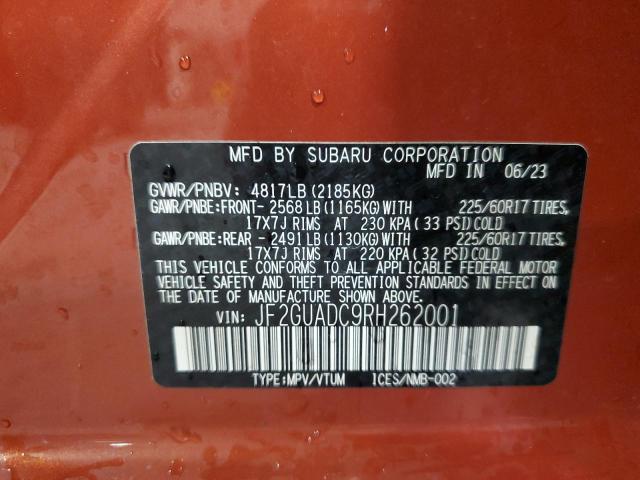 MFD BY SUBARU CORPORATION
MFD IN 06/23
GVWR/PNBV: 4817LB (2185KG)
GAWR/PNBE:FRONT- 2568LB (1165KG) WITH 225/60R17 TIRES,
17X7J RIMS AT 230 KPA (33 PSI) COLD
GAWR/PNBE:REAR - 2491LB (1130KG) WITH 225/60R17 TIRES,
17X7J RIMS AT 220 KPA (32 PSI) COLD
THIS VEHICLE CONFORMS TO ALL APPLICABLE FEDERAL MOTOR
VEHICLE SAFETY AND THEFT PREVENTION STANDARDS IN EFFECT
ON THE DATE OF MANUFACTURE SHOWN ABOVE.
VIN: JF2GUADC9RH262001
TYPE:MPV/VTUM ICES/NMB-002